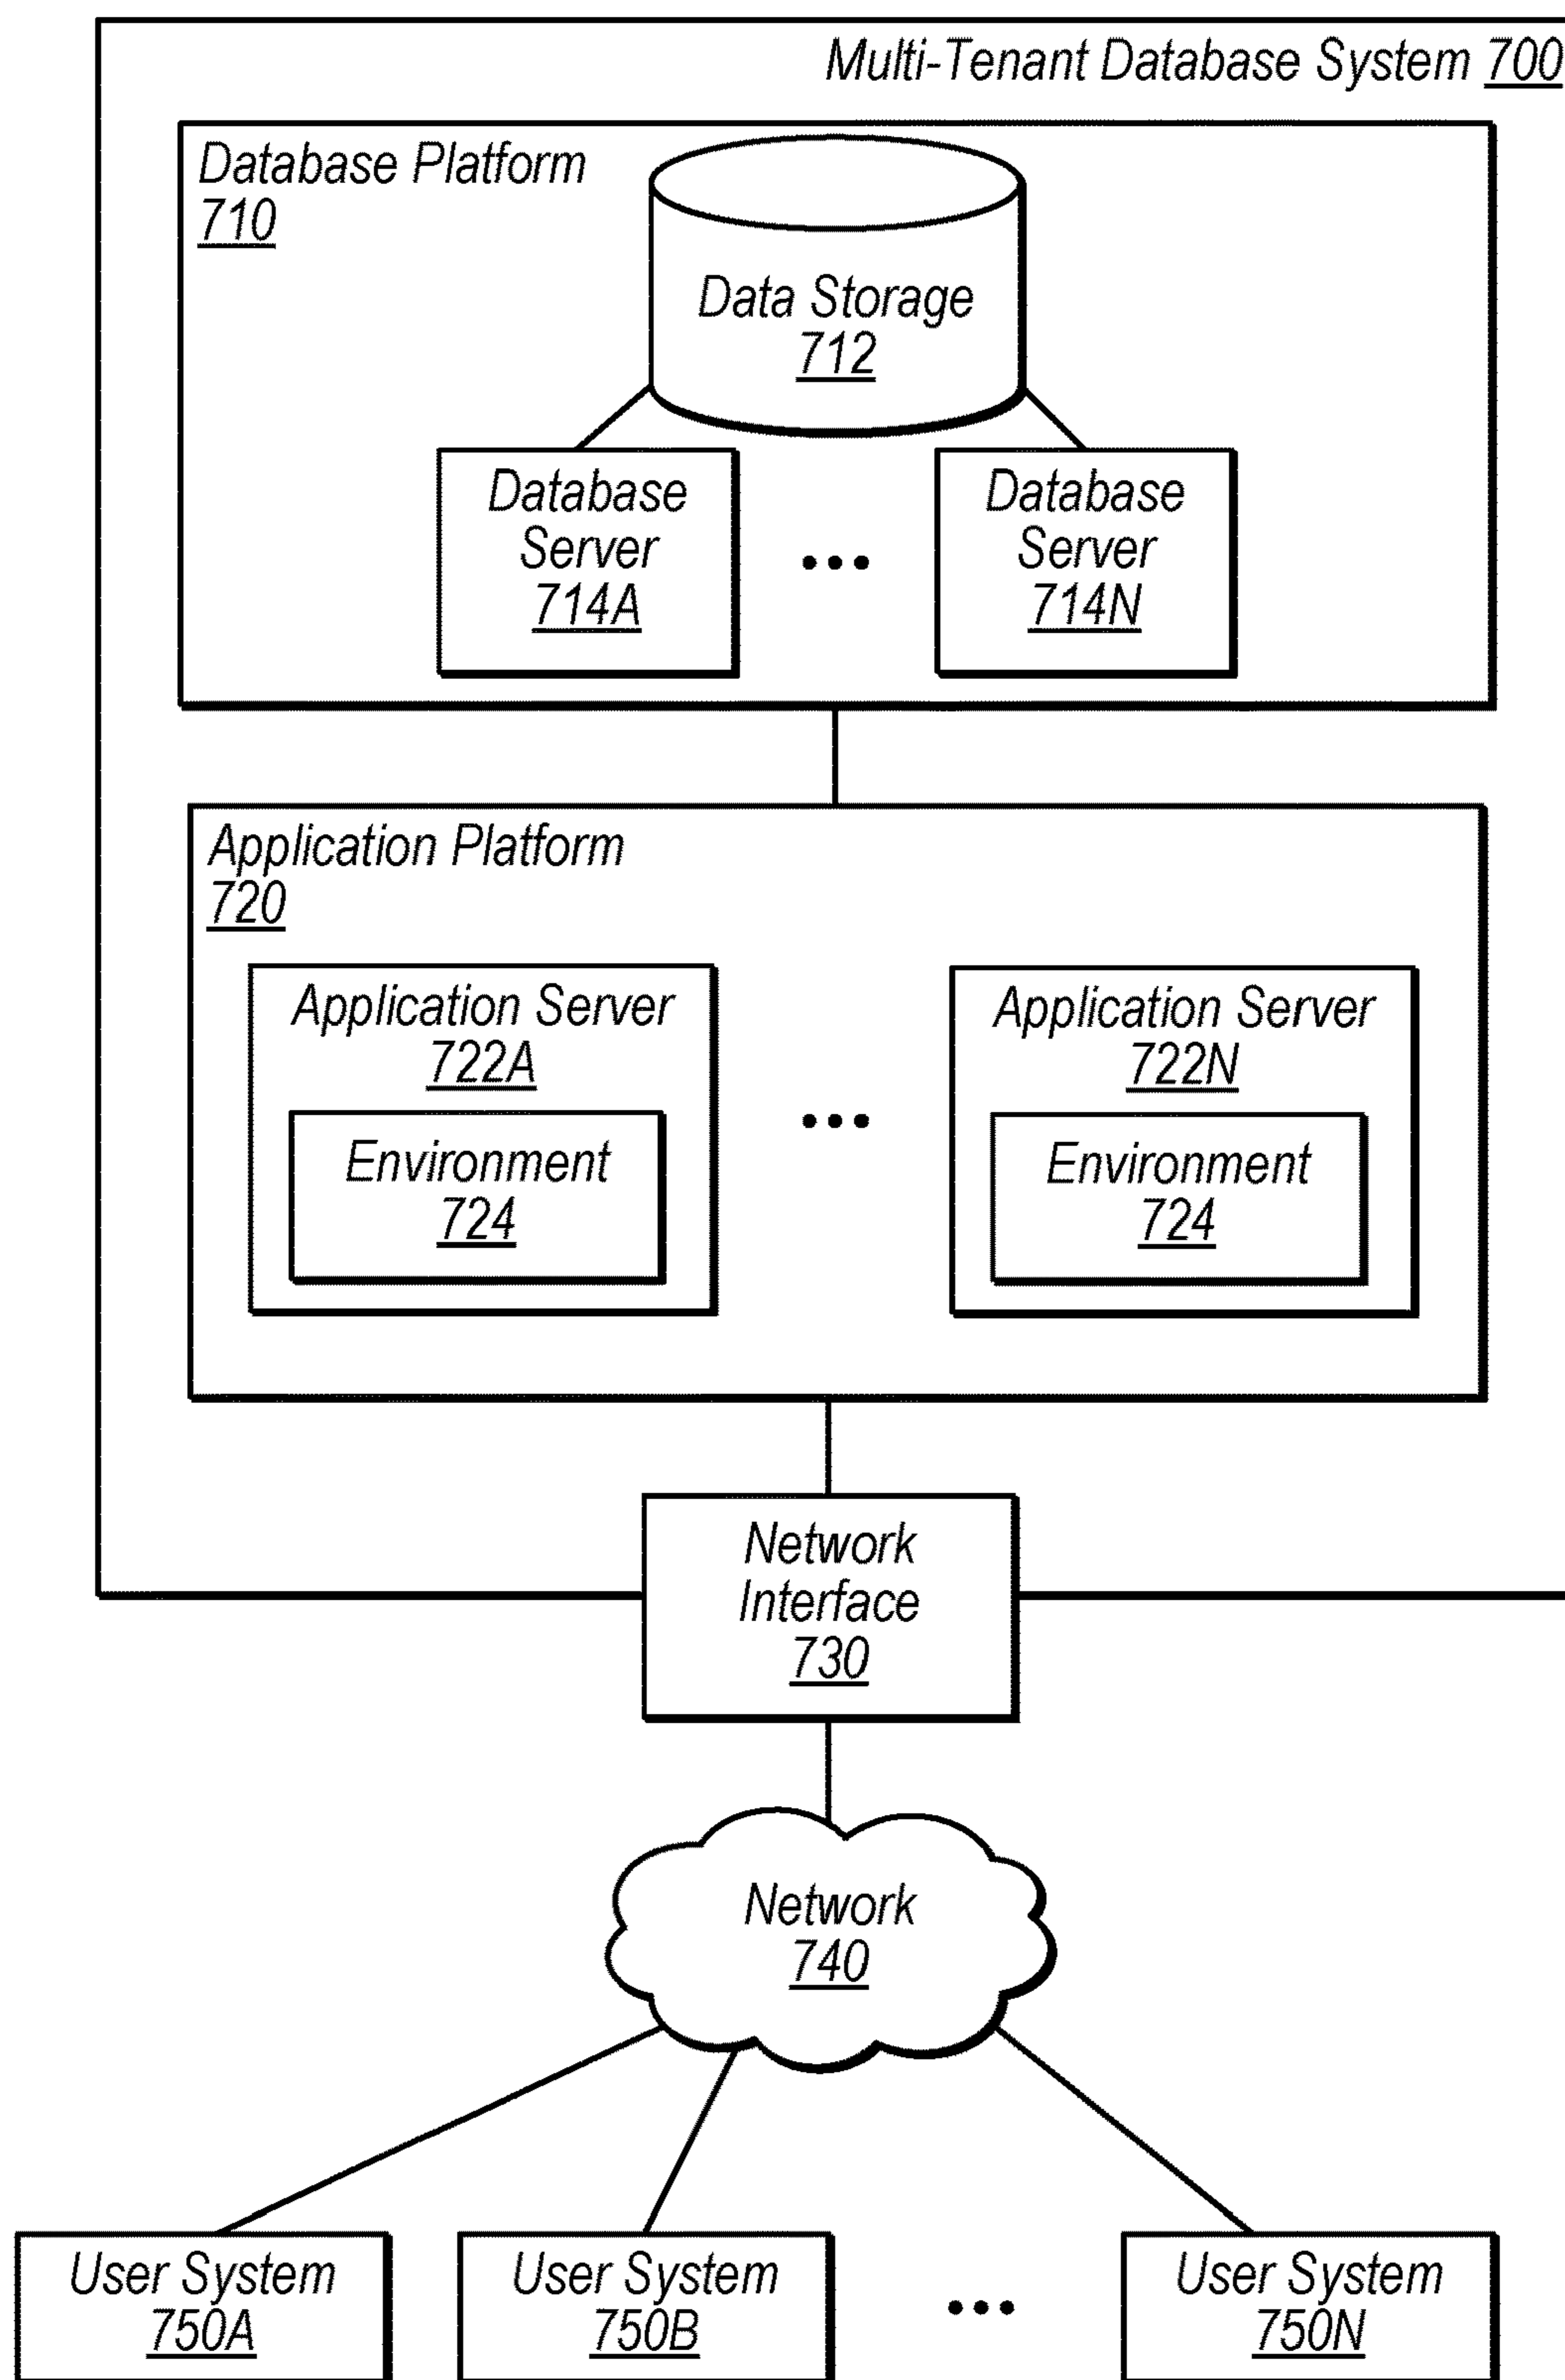 Multi-Tenant Database System 700
Database Platform
710
Data Storage
712
Database
Server
714A
•••
Database
Server
714N
Application Platform
720
Application Server
722A
Environment
724
•••
Application Server
722N
Environment
724
Network
Interface
730
Network
740
User System
750A
User System
750B
•••
User System
750N